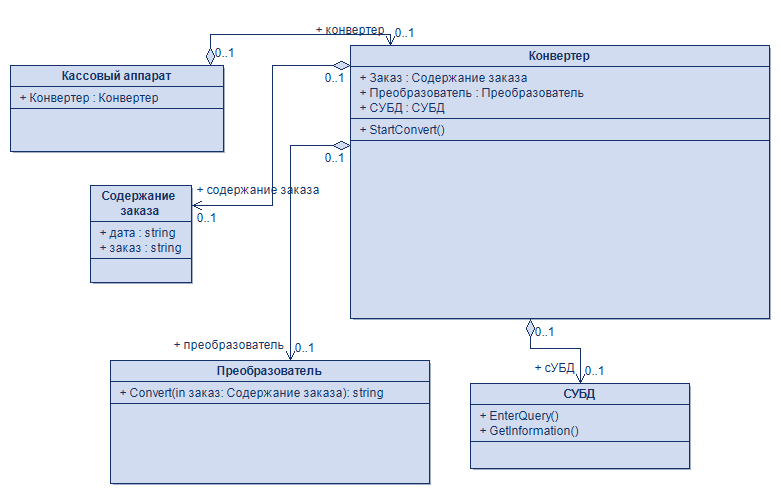 + конвертер
0..1
0..1
Кассовый аппарат
+ Конвертер : Конвертер
Конвертер
+ Заказ : Содержание заказа
+ Преобразователь : Преобразователь
+ СУБД : СУБД
+ StartConvert()
0..1
0..1
Содержание
заказа
+ дата : string
+ заказ : string
+ содержание заказа
0..1
+ преобразователь
0..1
Преобразователь
+ Convert(in заказ: Содержание заказа): string
0..1
+ сУБД
0..1
СУБД
+ EnterQuery()
+ GetInformation()